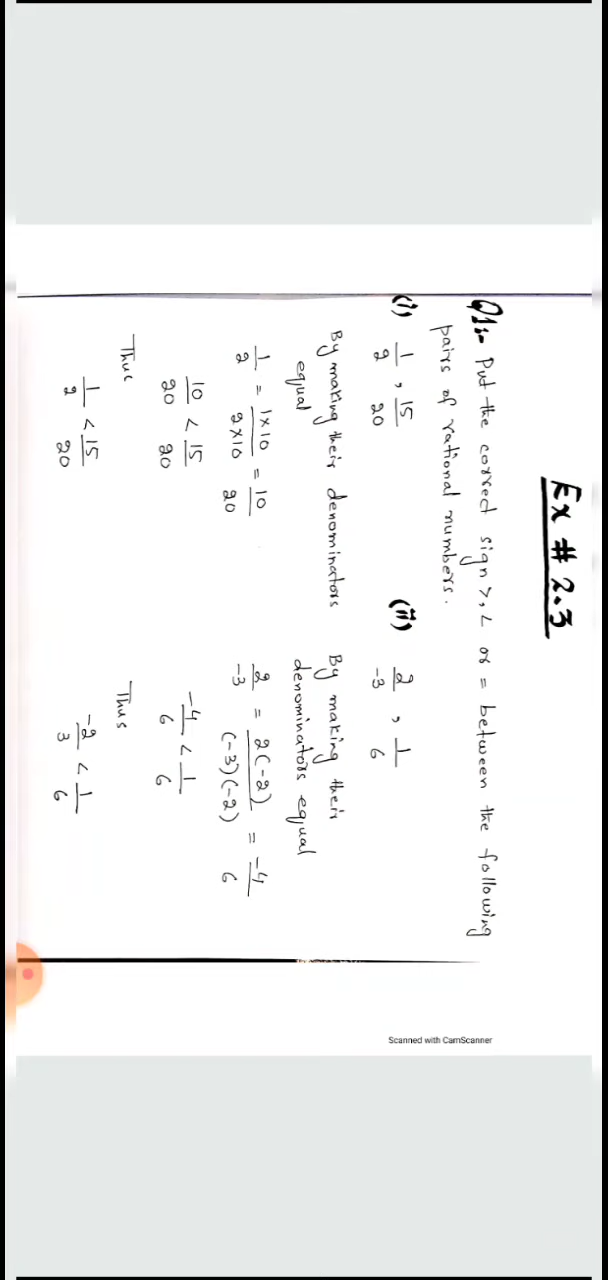 Ex # 2.3
Q1:- Put the correct sign >, < or = between the following
pairs of rational numbers.
(i) 1/2 , 15/20
By making their denominators
equal
1/2 = 1×10/2×10 = 10/20
10/20 < 15/20
Thus
1/2 < 15/20
(ii) 2/-3 , 1/6
By making their
denominators equal
2/-3 = 2(-2)/(-3)(-2) = -4/6
-4/6 < 1/6
Thus
-2/3 < 1/6
Scanned with CamScanner